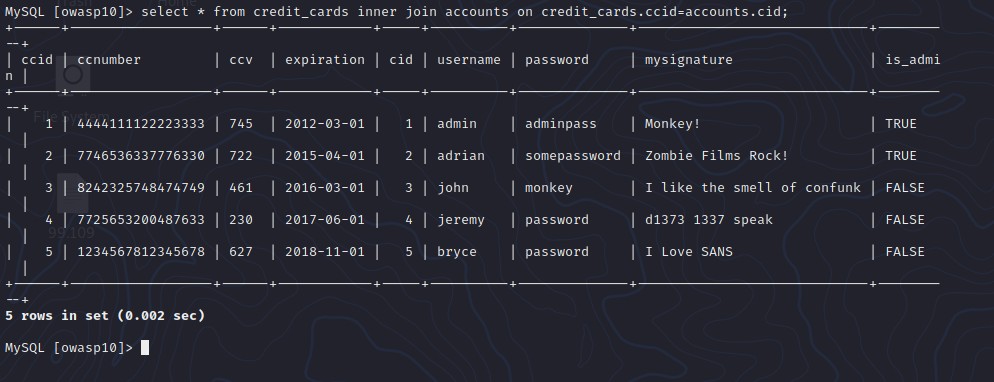 MySQL [owasp10]> select * from credit_cards inner join accounts on credit_cards.ccid=accounts.cid;
+------+------------------+-----+------------+-----+----------+--------------+-----------------------------+--------
--+
| ccid | ccnumber         | ccv | expiration | cid | username | password     | mysignature                 | is_admi
n |
+------+------------------+-----+------------+-----+----------+--------------+-----------------------------+--------
--+
|    1 | 4444111122223333 | 745 | 2012-03-01 |   1 | admin    | adminpass    | Monkey!                     | TRUE
  |
|    2 | 7746536337776330 | 722 | 2015-04-01 |   2 | adrian   | somepassword | Zombie Films Rock!          | TRUE
  |
|    3 | 8242325748474749 | 461 | 2016-03-01 |   3 | john     | monkey       | I like the smell of confunk | FALSE
  |
|    4 | 7725653200487633 | 230 | 2017-06-01 |   4 | jeremy   | password     | d1373 1337 speak            | FALSE
  |
|    5 | 1234567812345678 | 627 | 2018-11-01 |   5 | bryce    | password     | I Love SANS                 | FALSE
  |
+------+------------------+-----+------------+-----+----------+--------------+-----------------------------+--------
--+
5 rows in set (0.002 sec)
MySQL [owasp10]>